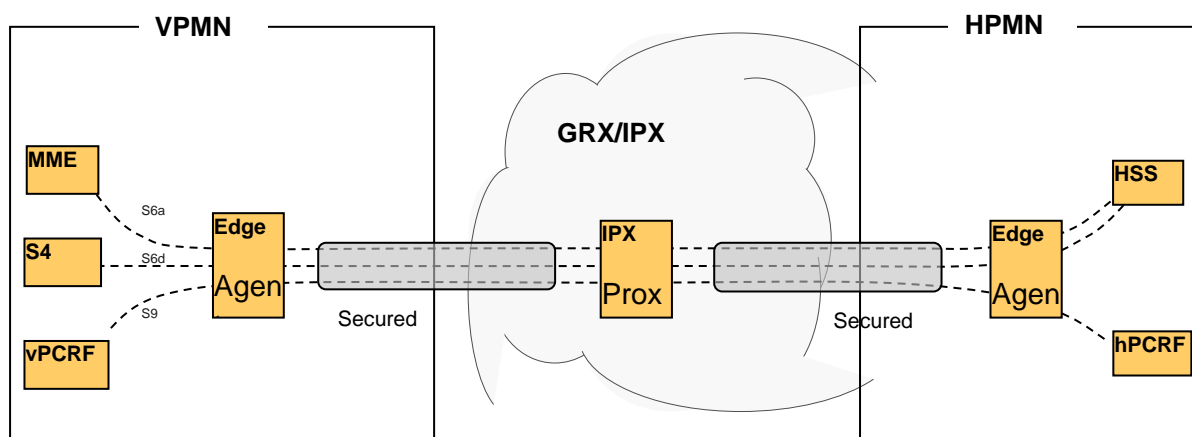 VPMN
HPMN
GRX/IPX
MME
HSS
S6a
Edge
Agen
IPX
Prox
Edge
Agen
S4
S6d
S9
Secured
Secured
vPCRF
hPCRF